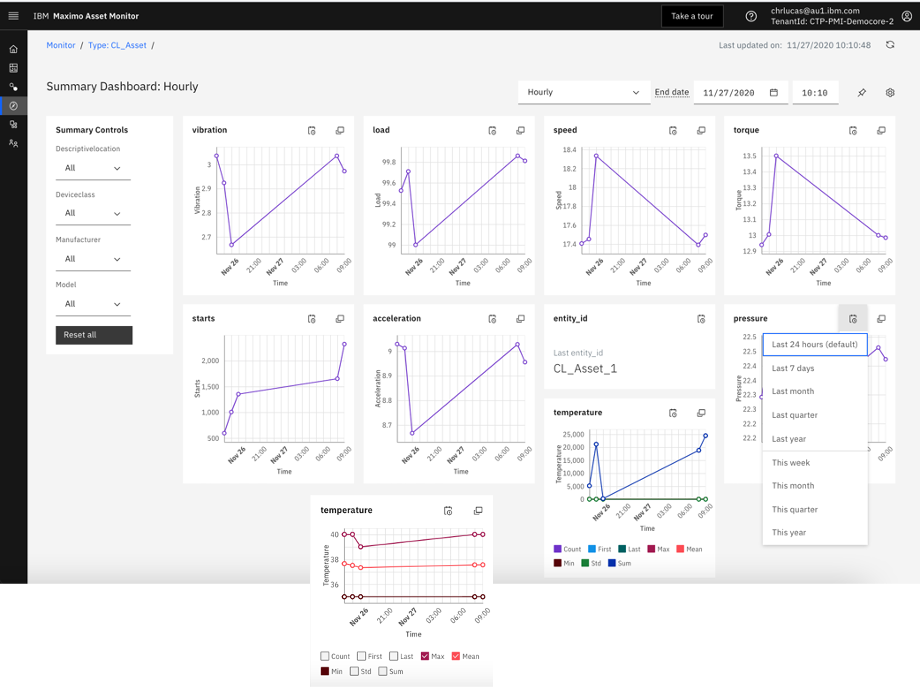 IBM Maximo Asset Monitor
Take a tour
chrlucas@au1.ibm.com
TenantId: CTP-PMI-Democore-2
Monitor / Type: CL_Asset /
Last updated on: 11/27/2020 10:10:48
Summary Dashboard: Hourly
Hourly
End date
11/27/2020
10:10
Summary Controls
Descriptivelocation
All
Deviceclass
All
Manufacturer
All
Model
All
Reset all
vibration
3
2.9
2.8
2.7
Vibration
Nov 26 21:00 Nov 27 03:00 06:00 09:00
Time
load
99.8
99.6
99.4
99.2
99
Load
Nov 26 21:00 Nov 27 03:00 06:00 09:00
Time
speed
18.4
18.2
18
17.8
17.6
17.4
Speed
Nov 26 21:00 Nov 27 03:00 06:00 09:00
Time
torque
13.5
13.4
13.3
13.2
13.1
13
12.9
Torque
Nov 26 21:00 Nov 27 03:00 06:00 09:00
Time
starts
2,000
1,500
1,000
500
Starts
Nov 26 21:00 Nov 27 03:00 06:00 09:00
Time
acceleration
9
8.9
8.8
8.7
Acceleration
Nov 26 21:00 Nov 27 03:00 06:00 09:00
Time
entity_id
Last entity_id
CL_Asset_1
temperature
25,000
20,000
15,000
10,000
5,000
0
Temperature
Nov 26 21:00 Nov 27 03:00 06:00 09:00
Time
Count First Last Max Mean
Min Std Sum
pressure
22.5
22.4
22.4
22.3
22.3
22.2
22.2
Pressure
09:00
Last 24 hours (default)
Last 7 days
Last month
Last quarter
Last year
This week
This month
This quarter
This year
temperature
40
38
36
Temperature
Nov 26 21:00 Nov 27 03:00 06:00 09:00
Time
Count First Last Max Mean
Min Std Sum